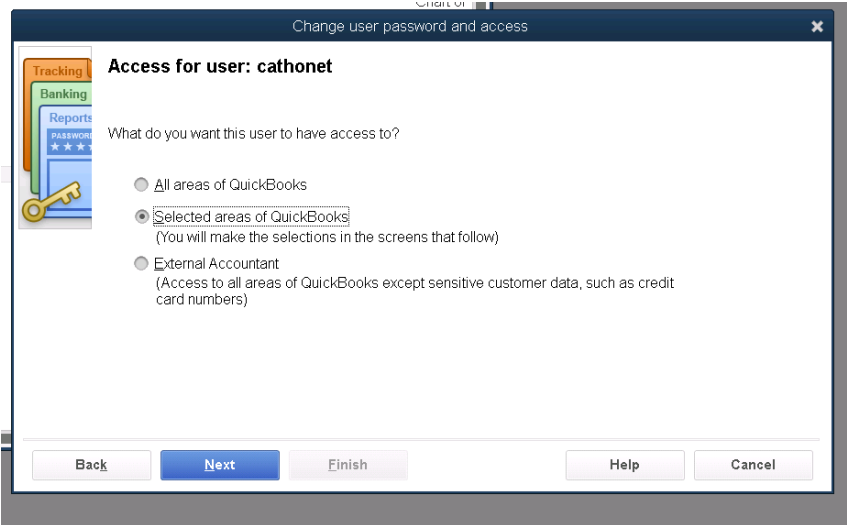 Chart of
Change user password and access
Tracking
Banking
Reports
PASSWOR
Access for user: cathonet
What do you want this user to have access to?
All areas of QuickBooks
Selected areas of QuickBooks
(You will make the selections in the screens that follow)
External Accountant
(Access to all areas of QuickBooks except sensitive customer data, such as credit
card numbers)
Back
Next
Finish
Help
Cancel